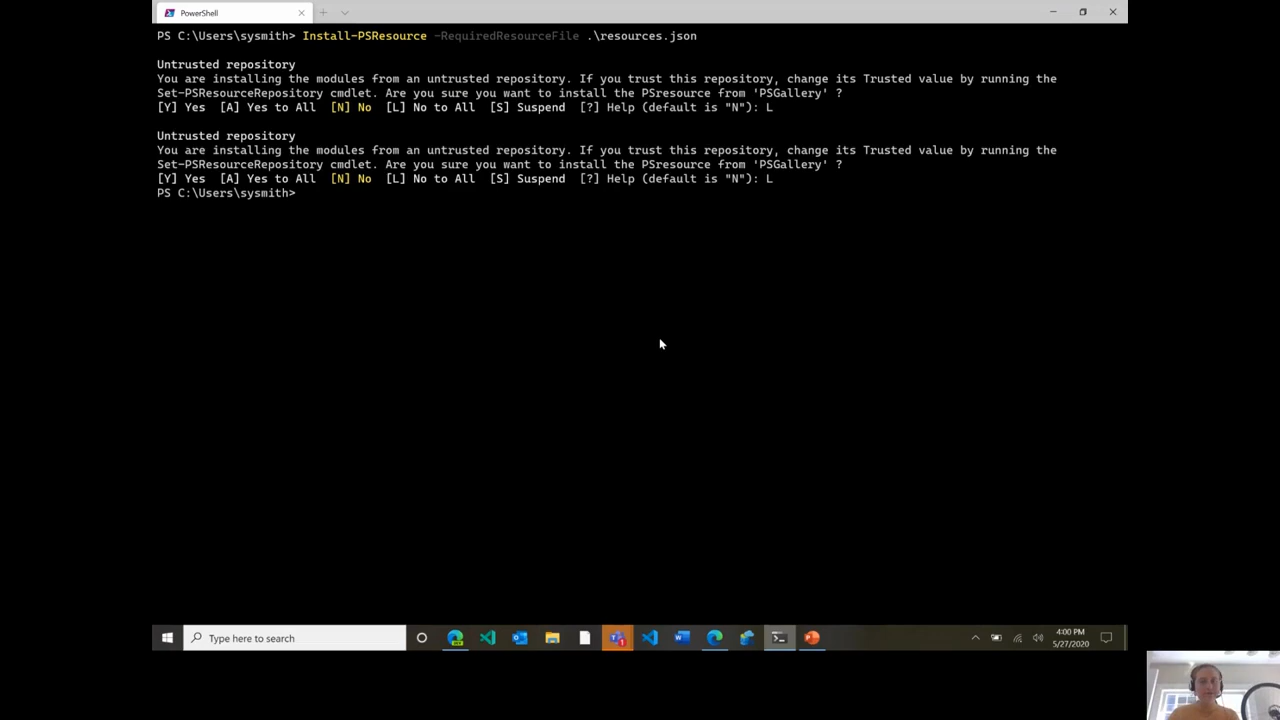 PowerShell
PS C:\Users\sysmith> Install-PSResource -RequiredResourceFile .\resources.json
Untrusted repository
You are installing the modules from an untrusted repository. If you trust this repository, change its Trusted value by running the
Set-PSResourceRepository cmdlet. Are you sure you want to install the PSresource from 'PSGallery' ?
[Y] Yes  [A] Yes to All  [N] No  [L] No to All  [S] Suspend  [?] Help (default is "N"): L
Untrusted repository
You are installing the modules from an untrusted repository. If you trust this repository, change its Trusted value by running the
Set-PSResourceRepository cmdlet. Are you sure you want to install the PSresource from 'PSGallery' ?
[Y] Yes  [A] Yes to All  [N] No  [L] No to All  [S] Suspend  [?] Help (default is "N"): L
PS C:\Users\sysmith>
Type here to search
4:00 PM
5/27/2020